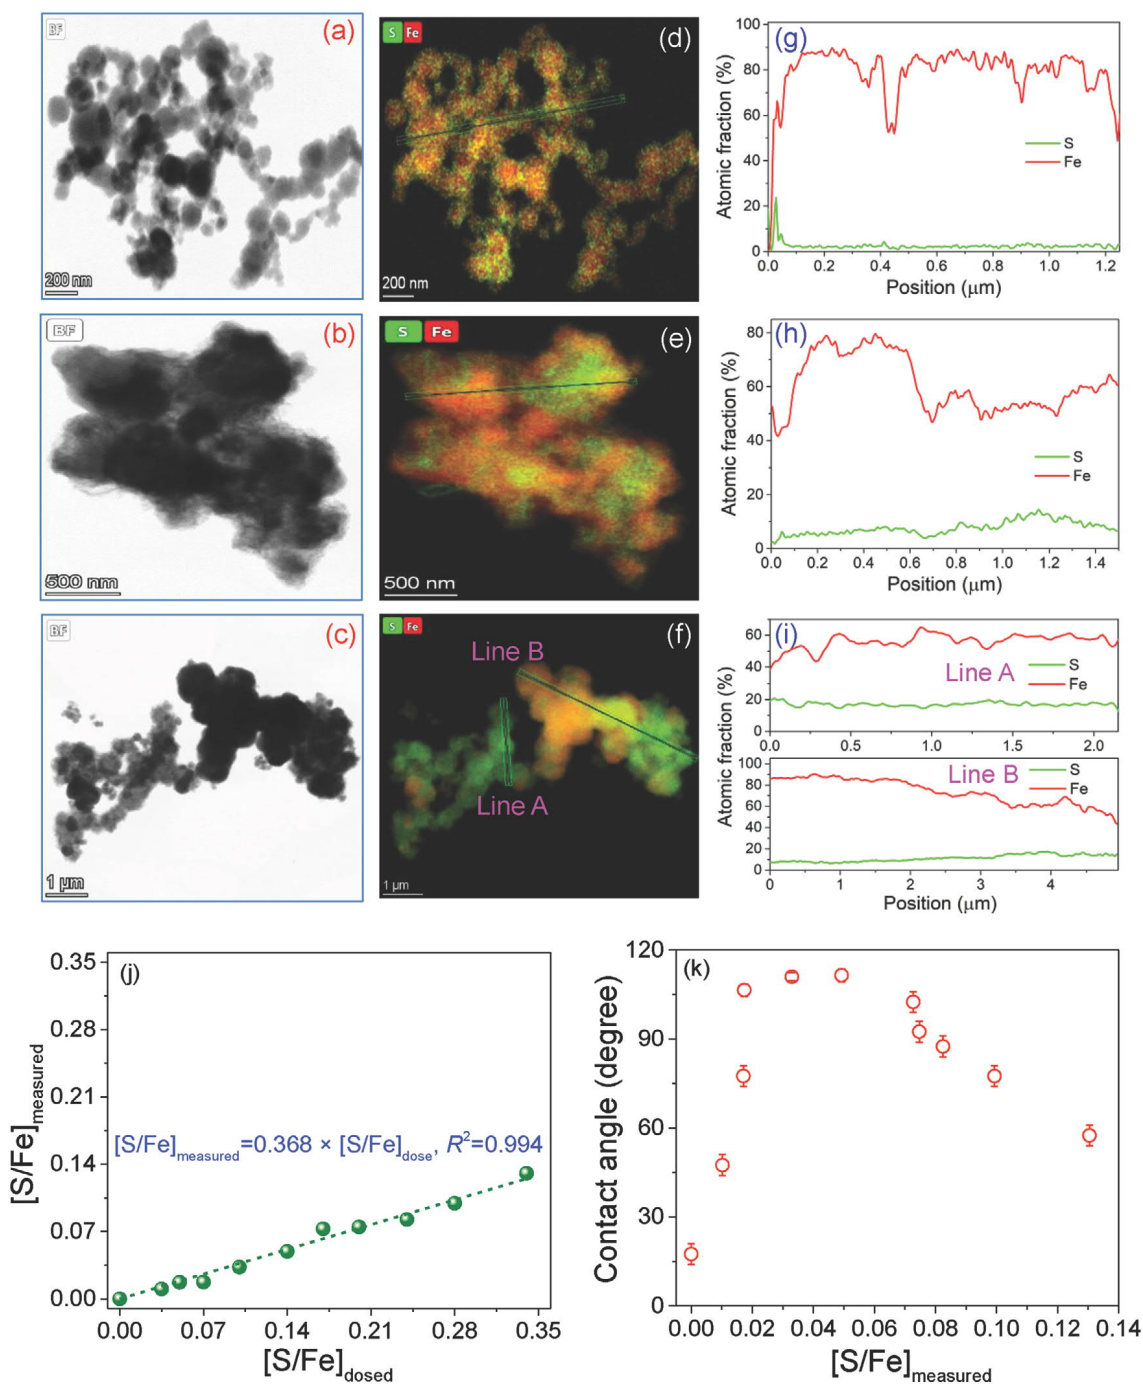 BF
(a)
200 nm
S Fe
(d)
200 nm
(g)
Atomic fraction (%)
100
80
60
40
20
0
S
Fe
0.0 0.2 0.4 0.6 0.8 1.0 1.2
Position (μm)
BF
(b)
500 nm
S Fe
(e)
500 nm
(h)
Atomic fraction (%)
80
60
40
20
0
S
Fe
0.0 0.2 0.4 0.6 0.8 1.0 1.2 1.4
Position (μm)
BF
(c)
1 μm
S Fe
(f)
Line B
Line A
1 μm
(i)
Atomic fraction (%)
60
40
20
0
Line A
S
Fe
0.0 0.5 1.0 1.5 2.0
100
80
60
40
20
0
Line B
S
Fe
0 1 2 3 4
Position (μm)
(j)
[S/Fe]measured
0.35
0.28
0.21
0.14
0.07
0.00
[S/Fe]measured=0.368 × [S/Fe]dose, R²=0.994
0.00 0.07 0.14 0.21 0.28 0.35
[S/Fe]dosed
(k)
Contact angle (degree)
120
90
60
30
0
0.00 0.02 0.04 0.06 0.08 0.10 0.12 0.14
[S/Fe]measured